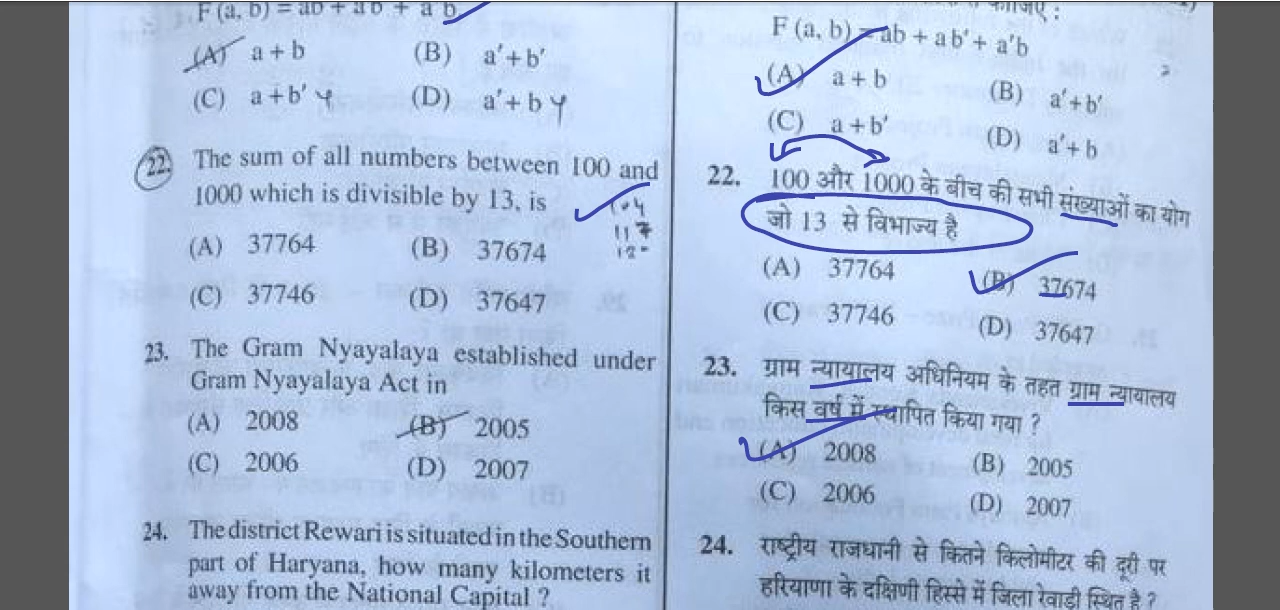 F (a, b) = ab + ab + a b
(A) a + b (B) a′ + b′
(C) a + b′ (D) a′ + b
22. The sum of all numbers between 100 and
1000 which is divisible by 13, is
104
117
(A) 37764 (B) 37674
(C) 37746 (D) 37647
23. The Gram Nyayalaya established under
Gram Nyayalaya Act in
(A) 2008 (B) 2005
(C) 2006 (D) 2007
24. The district Rewari is situated in the Southern
part of Haryana, how many kilometers it
away from the National Capital ?
F (a, b) = ab + ab′ + a′b
(A) a + b (B) a′ + b′
(C) a + b′ (D) a′ + b
22. 100 और 1000 के बीच की सभी संख्याओं का योग
जो 13 से विभाज्य है
(A) 37764 (B) 37674
(C) 37746 (D) 37647
23. ग्राम न्यायालय अधिनियम के तहत ग्राम न्यायालय
किस वर्ष में स्थापित किया गया ?
(A) 2008 (B) 2005
(C) 2006 (D) 2007
24. राष्ट्रीय राजधानी से कितने किलोमीटर की दूरी पर
हरियाणा के दक्षिणी हिस्से में जिला रेवाड़ी स्थित है ?